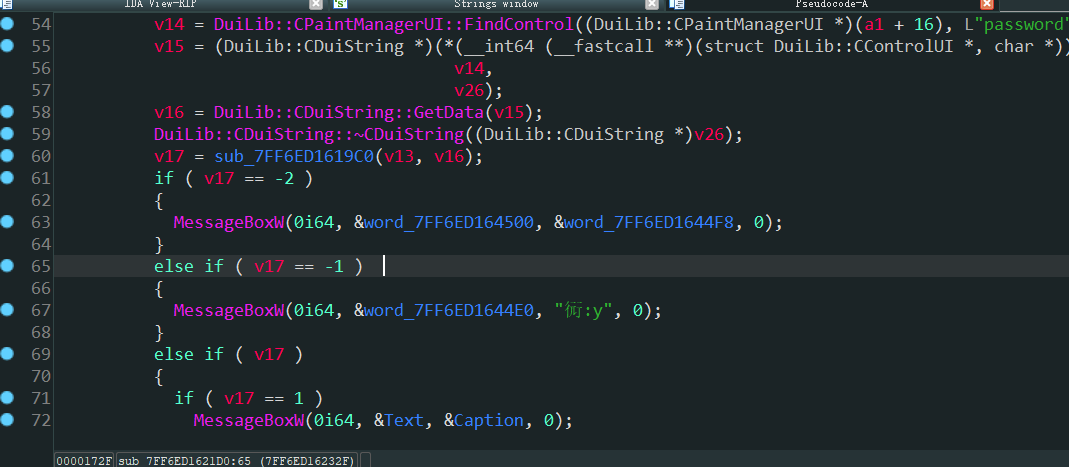 IDA View-RIP Strings window Pseudocode-A
54 v14 = DuiLib::CPaintManagerUI::FindControl((DuiLib::CPaintManagerUI *)(a1 + 16), L"password"
55 v15 = (DuiLib::CDuiString *)(*(__int64 (__fastcall **)(struct DuiLib::CControlUI *, char *))
56 v14,
57 v26);
58 v16 = DuiLib::CDuiString::GetData(v15);
59 DuiLib::CDuiString::~CDuiString((DuiLib::CDuiString *)v26);
60 v17 = sub_7FF6ED1619C0(v13, v16);
61 if ( v17 == -2 )
62 {
63 MessageBoxW(0i64, &word_7FF6ED164500, &word_7FF6ED1644F8, 0);
64 }
65 else if ( v17 == -1 )
66 {
67 MessageBoxW(0i64, &word_7FF6ED1644E0, ":y", 0);
68 }
69 else if ( v17 )
70 {
71 if ( v17 == 1 )
72 MessageBoxW(0i64, &Text, &Caption, 0);
0000172F sub_7FF6ED1621D0:65 (7FF6ED16232F)